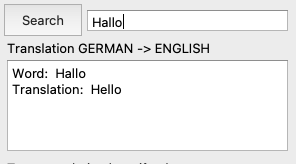 Search
Hallo
Translation GERMAN -> ENGLISH
Word: Hallo
Translation: Hello